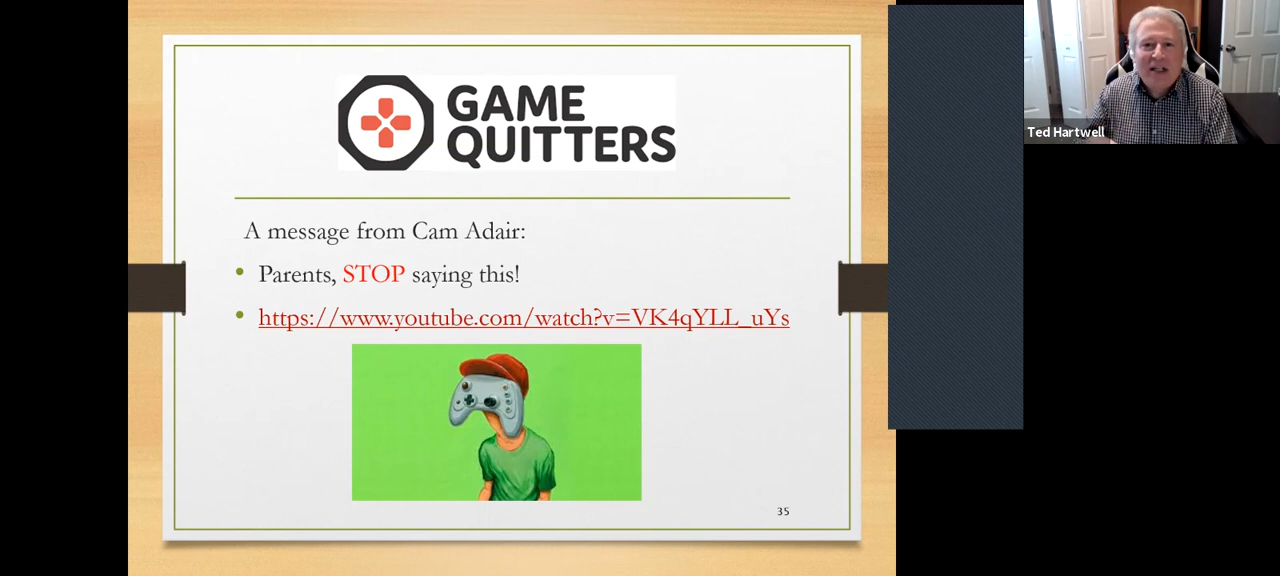 GAME
QUITTERS
A message from Cam Adair:
• Parents, STOP saying this!
• https://www.youtube.com/watch?v=VK4qYLL_uYs
35
Ted Hartwell